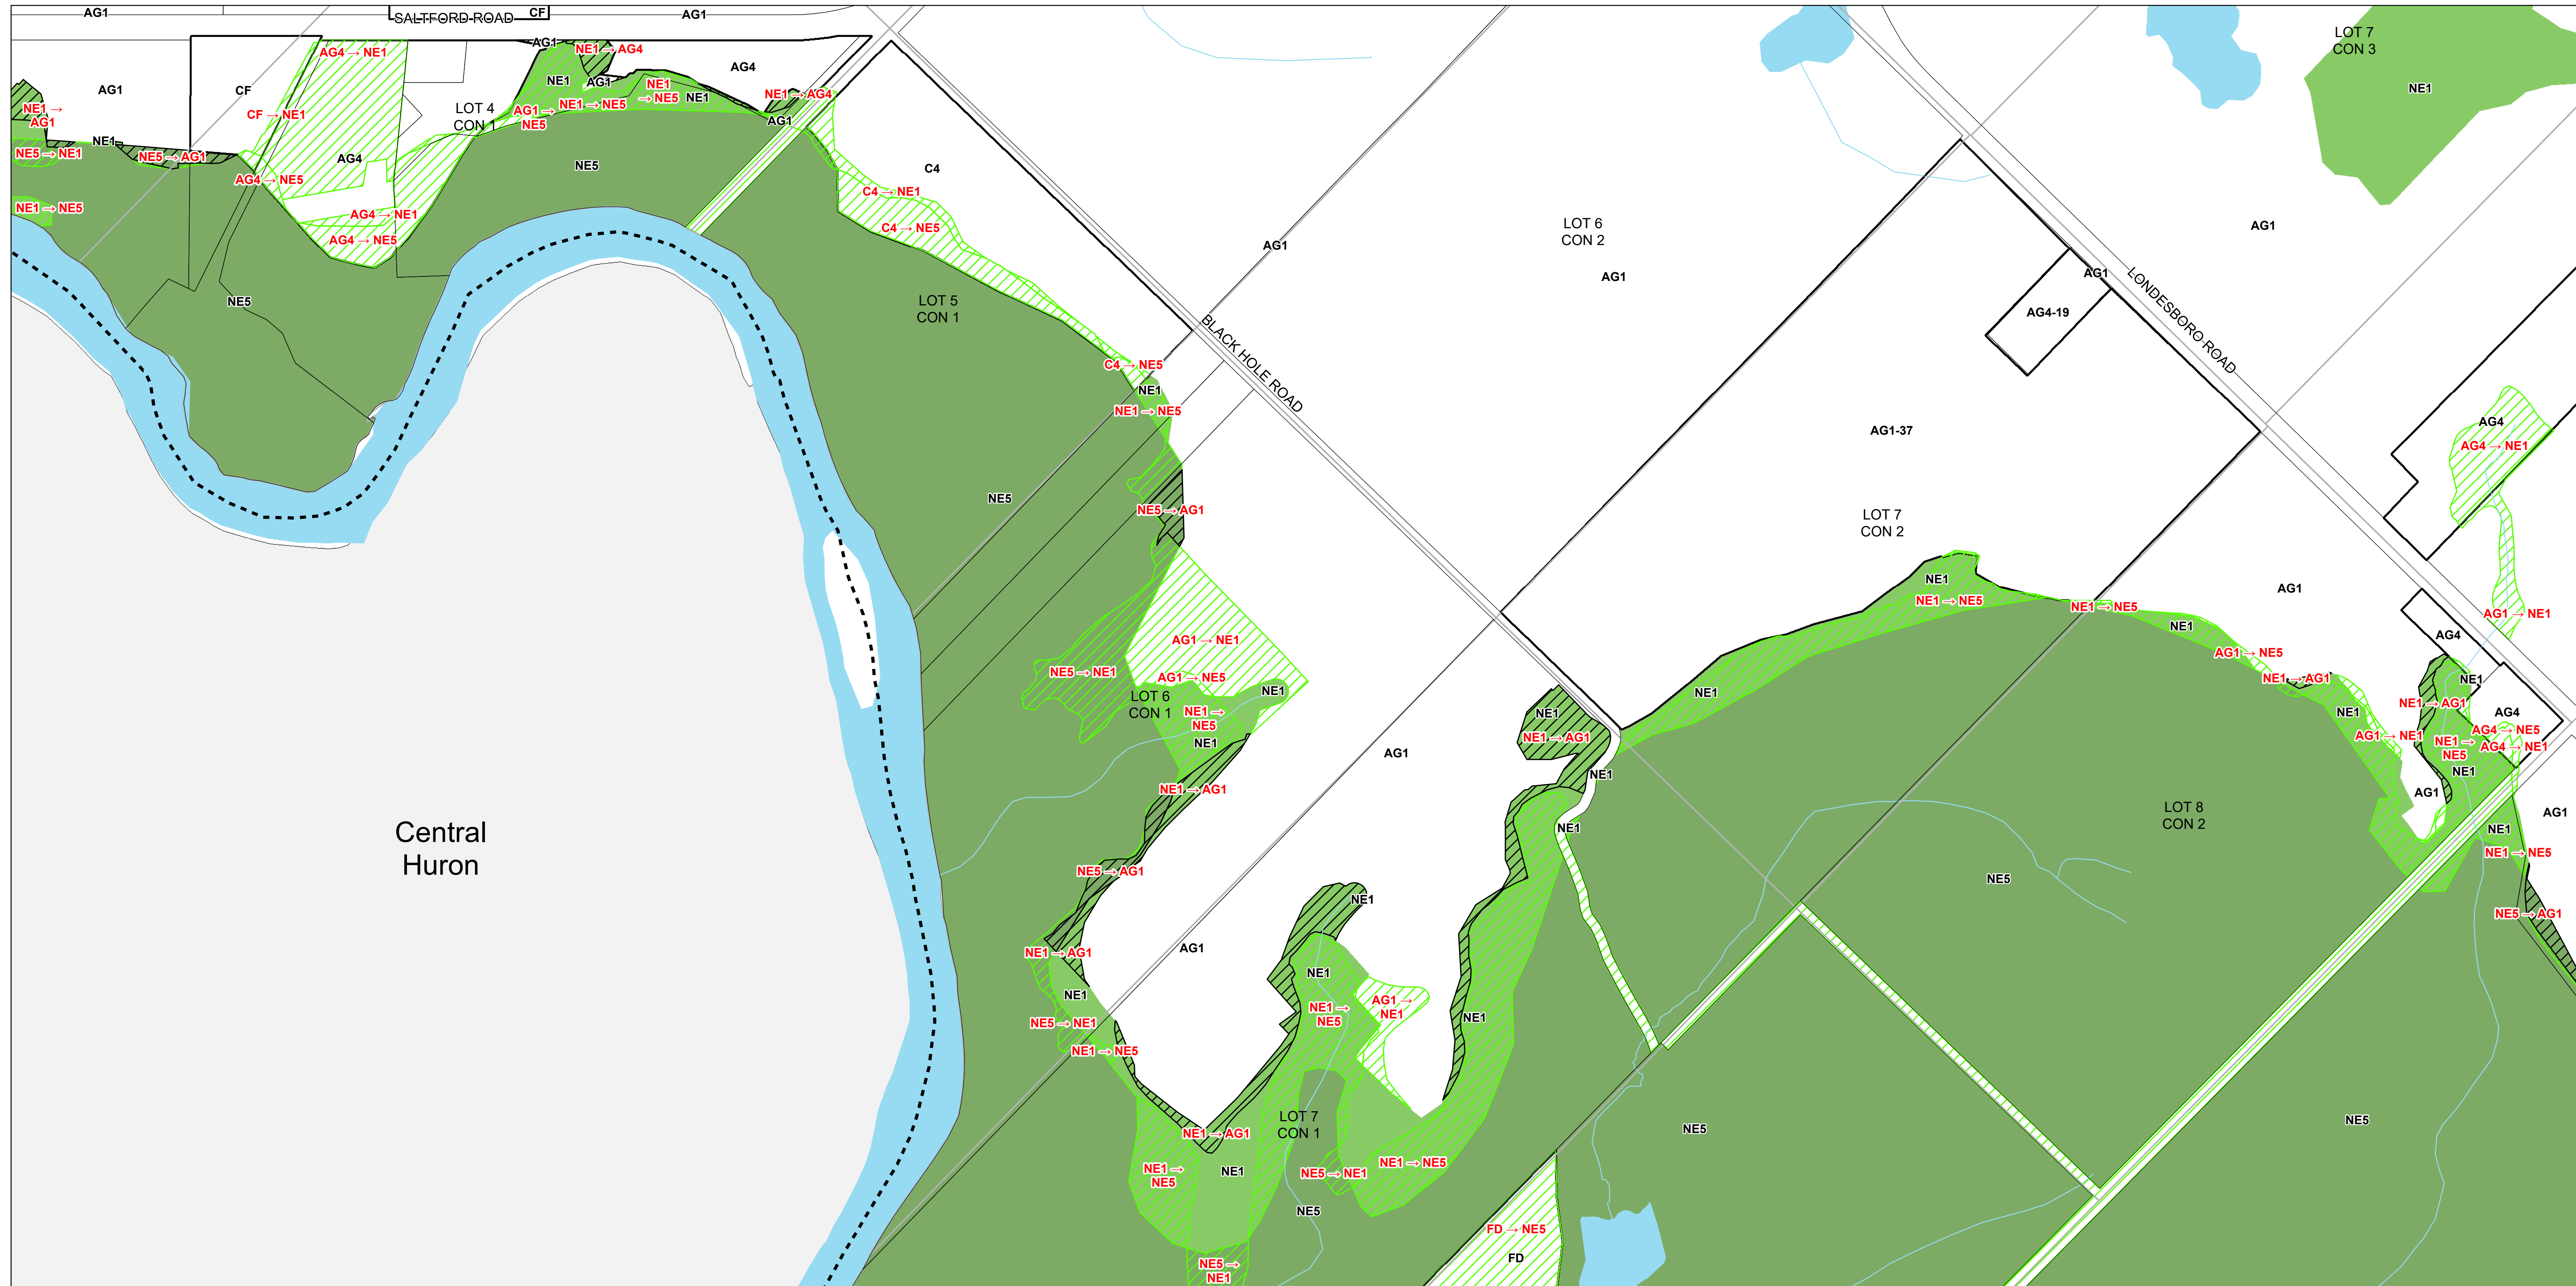 AG1
SALTFORD ROAD
CF
AG1
AG1
NE1 → AG4
AG4 → NE1
AG4
LOT 7
CON 3
NE1
AG1
CF
NE1
AG1
NE1
→ NE5
NE1
NE1 → AG4
NE1 →
AG1
CF → NE1
LOT 4
CON 1
AG1 →
NE5
NE1 → NE5
AG1
NE1
NE5 → NE1
NE5 → AG1
AG4
NE5
C4
AG4 → NE5
C4 → NE1
NE1 → NE5
AG4 → NE1
C4 → NE5
AG4 → NE5
AG1
LOT 6
CON 2
AG1
AG1
AG1
LONDESBORO ROAD
NE5
LOT 5
CON 1
AG4-19
BLACK HOLE ROAD
C4 → NE5
NE1
NE1 → NE5
AG1-37
AG4
AG4 → NE1
NE5
NE5 → AG1
LOT 7
CON 2
NE1
NE1 → NE5
NE1 → NE5
AG1
AG1 → NE1
NE1
AG4
AG1 → NE1
AG1 → NE5
NE5 → NE1
AG1 → NE5
NE1
NE1 → AG1
NE1
LOT 6
CON 1
NE1 →
NE5
NE1
NE1
NE1 → AG1
NE1
NE1 → AG1
AG4
AG4 → NE5
NE1
AG1 → NE1
NE1 →
NE5
AG4 → NE1
AG1
NE1
NE1
AG1
NE1 → AG1
LOT 8
CON 2
AG1
Central
Huron
NE1
NE1
NE1 → NE5
NE5 → AG1
NE5
NE1
NE5 → AG1
NE1 → AG1
AG1
NE1
NE1
AG1 →
NE1
NE1 →
NE5
NE1
NE5 → NE1
NE1 → NE5
LOT 7
CON 1
NE5
NE5
NE1 → AG1
NE1 →
NE5
NE1
NE5 → NE1
NE1 → NE5
NE5
FD → NE5
FD
NE5 →
NE1